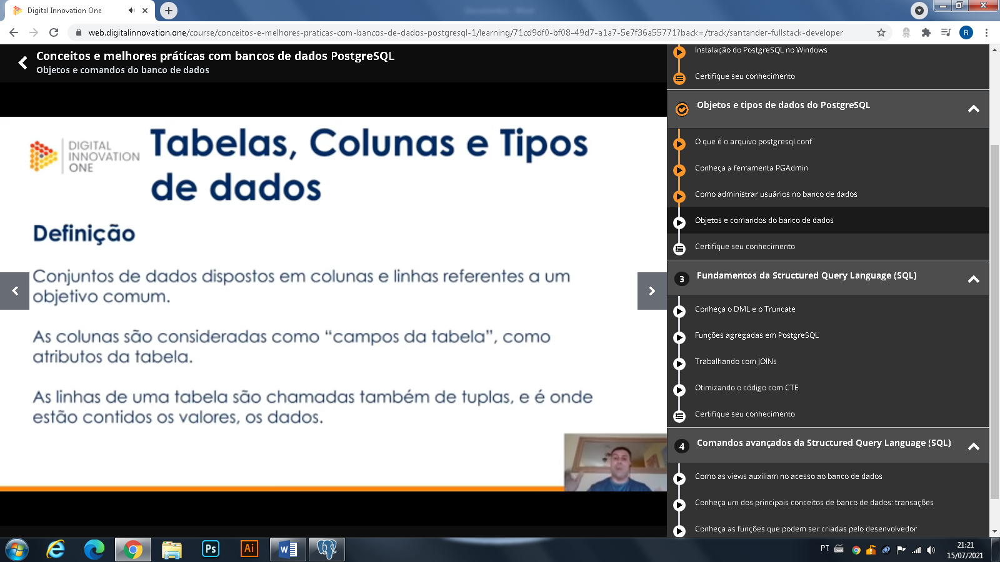 Digital Innovation One
web.digitalinnovation.one/course/conceitos-e-melhores-praticas-com-bancos-de-dados-postgresql-1/learning/71cd9df0-bf08-49d7-a1a7-5e7f36a55771?back=/track/santander-fullstack-developer
R
Conceitos e melhores práticas com bancos de dados PostgreSQL
Objetos e comandos do banco de dados
DIGITAL
INNOVATION
ONE
Tabelas, Colunas e Tipos
de dados
Definição
Conjuntos de dados dispostos em colunas e linhas referentes a um
objetivo comum.
As colunas são consideradas como “campos da tabela”, como
atributos da tabela.
As linhas de uma tabela são chamadas também de tuplas, e é onde
estão contidos os valores, os dados.
Instalação do PostgreSQL no Windows
Certifique seu conhecimento
Objetos e tipos de dados do PostgreSQL
O que é o arquivo postgresql.conf
Conheça a ferramenta PGAdmin
Como administrar usuários no banco de dados
Objetos e comandos do banco de dados
Certifique seu conhecimento
3 Fundamentos da Structured Query Language (SQL)
Conheça o DML e o Truncate
Funções agregadas em PostgreSQL
Trabalhando com JOINs
Otimizando o código com CTE
Certifique seu conhecimento
4 Comandos avançados da Structured Query Language (SQL)
Como as views auxiliam no acesso ao banco de dados
Conheça um dos principais conceitos de banco de dados: transações
Conheça as funções que podem ser criadas pelo desenvolvedor
Ps
Ai
W
PT
21:21
15/07/2021